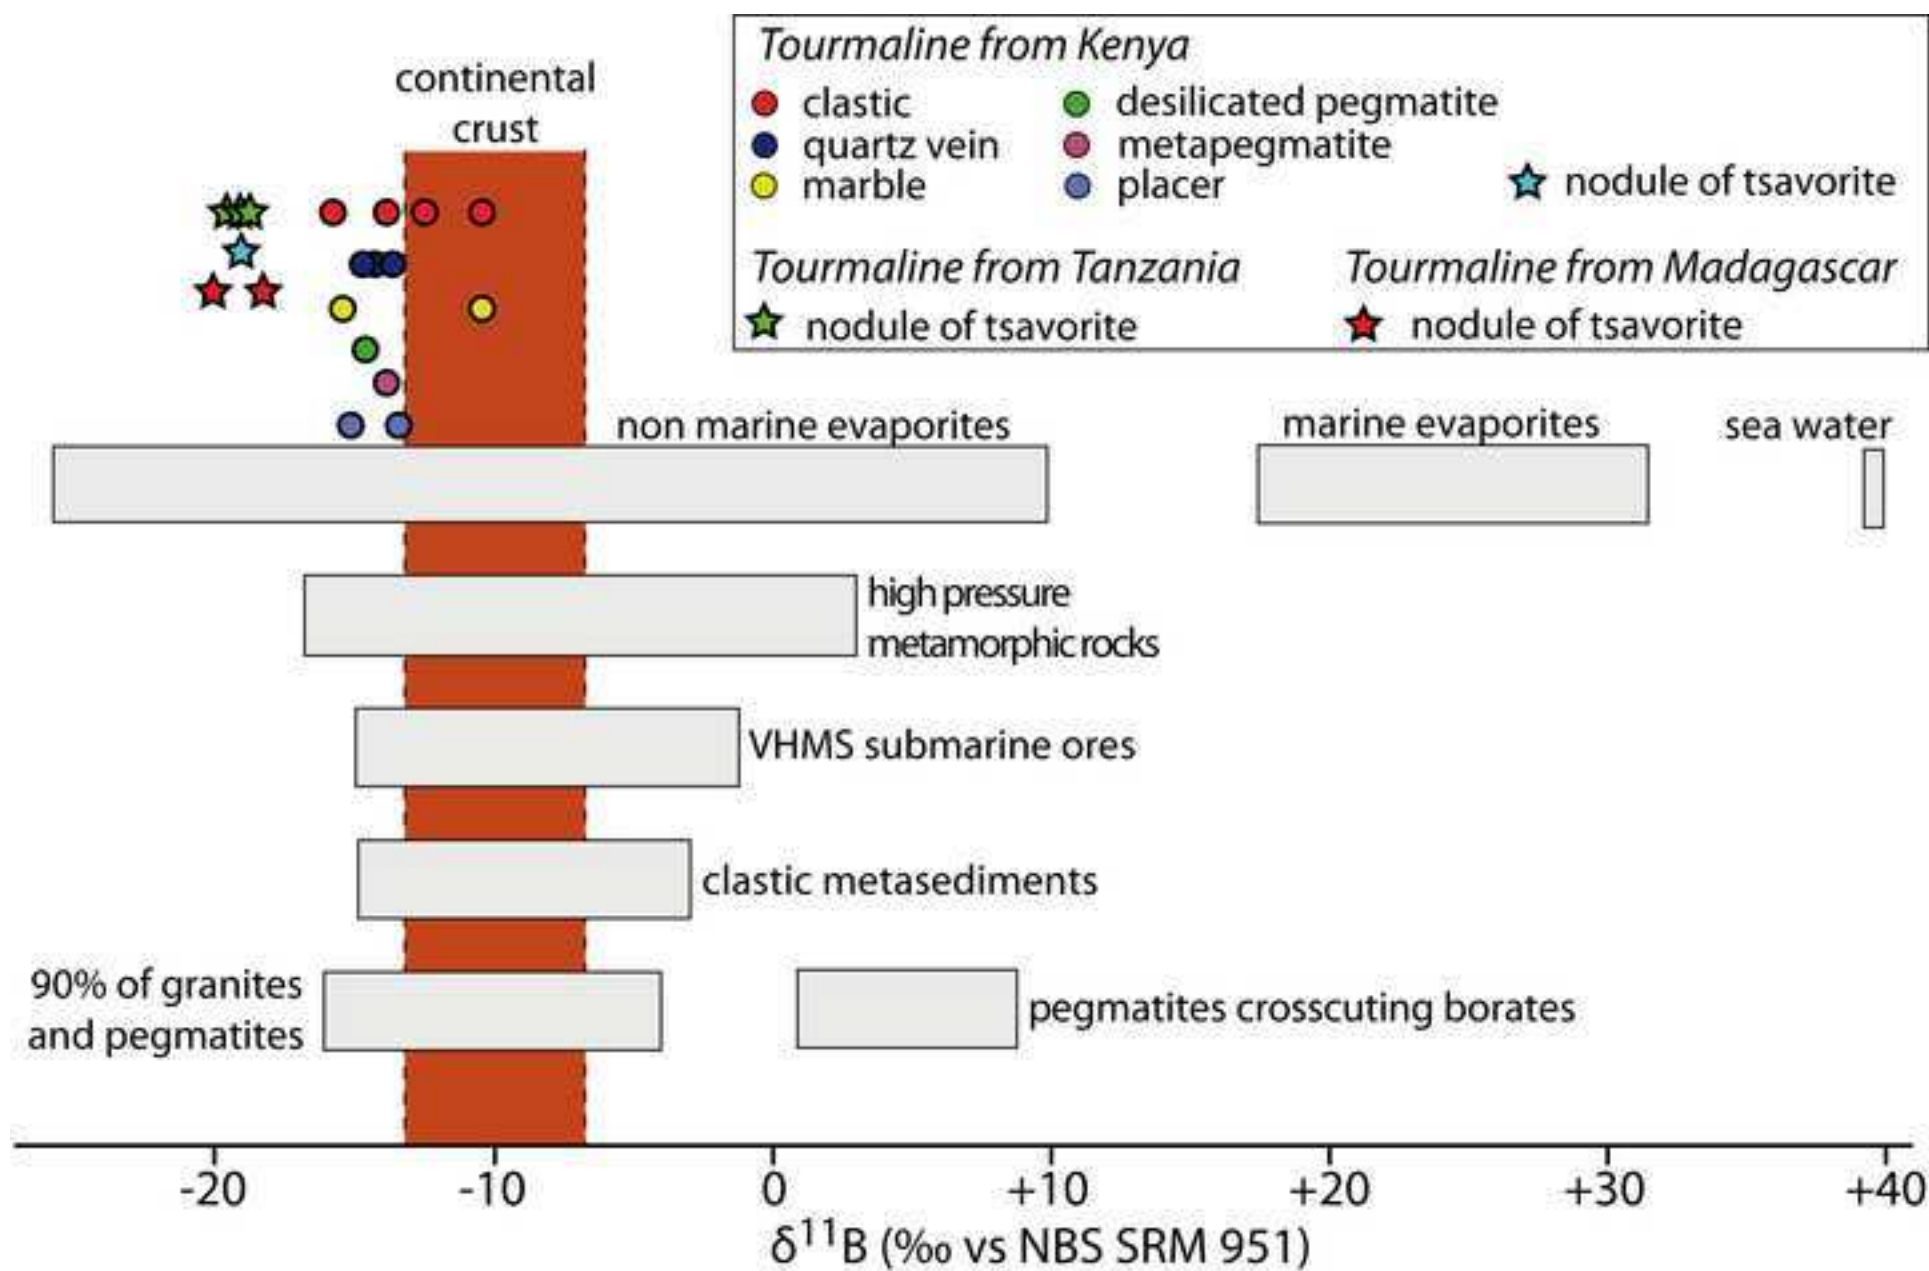 continental
crust
Tourmaline from Kenya
clastic
desilicated pegmatite
quartz vein
metapegmatite
marble
placer
nodule of tsavorite
Tourmaline from Tanzania
Tourmaline from Madagascar
nodule of tsavorite
nodule of tsavorite
non marine evaporites
marine evaporites
sea water
high pressure
metamorphic rocks
VHMS submarine ores
clastic metasediments
90% of granites
and pegmatites
pegmatites crosscuting borates
-20 -10 0 +10 +20 +30 +40
δ¹¹B (‰ vs NBS SRM 951)